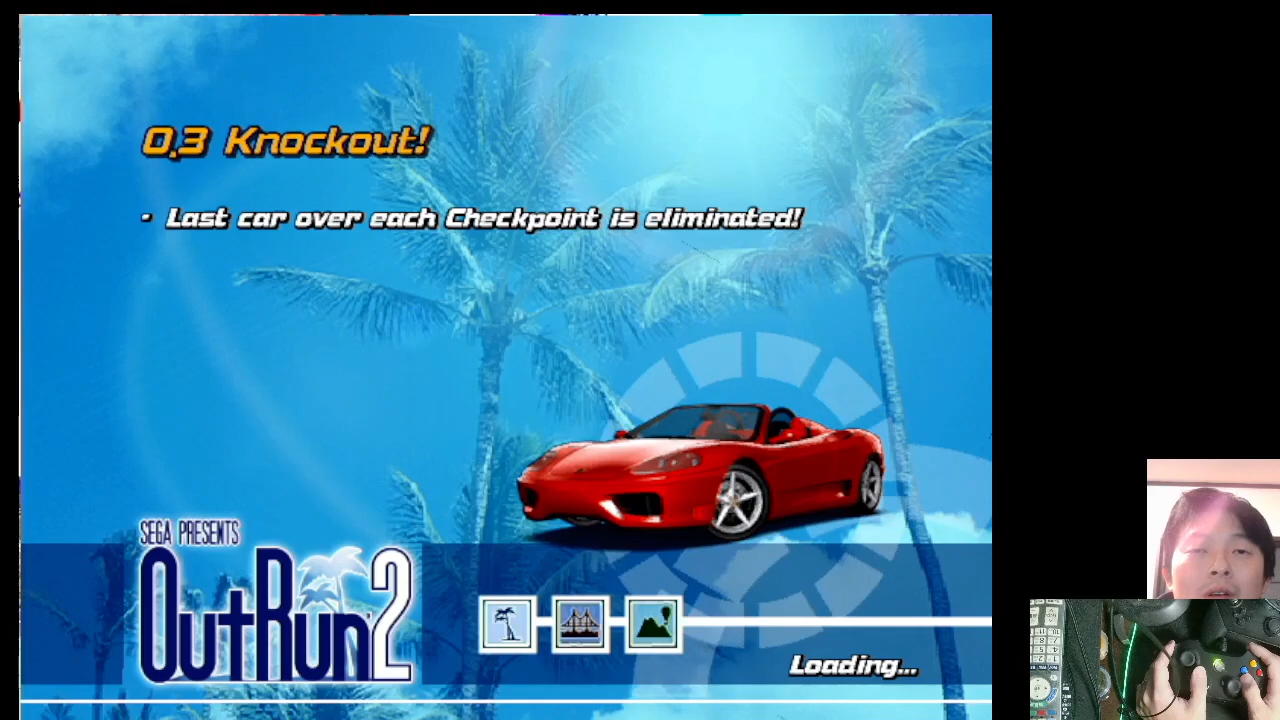 0.3 Knockout!
· Last car over each Checkpoint is eliminated!
SEGA PRESENTS
OutRun2
Loading...